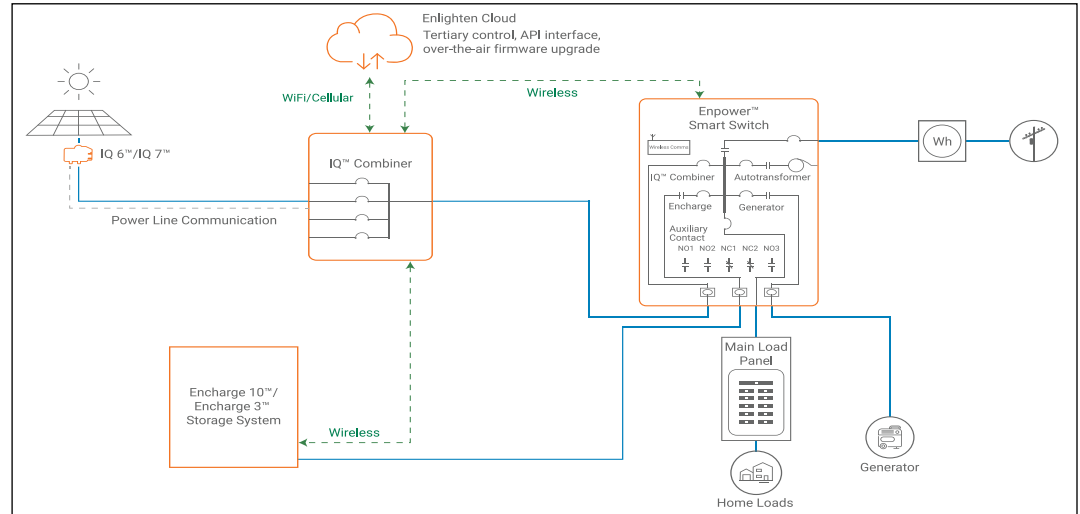 Enlighten Cloud
Tertiary control, API interface,
over-the-air firmware upgrade
WiFi/Cellular
Wireless
IQ 6™/IQ 7™
Power Line Communication
IQ™ Combiner
Enpower™
Smart Switch
Wireless Comms
IQ™ Combiner
Autotransformer
Encharge
Generator
Auxiliary
Contact
NO1 NO2 NC1 NC2 NO3
Wh
Main Load
Panel
Encharge 10™/
Encharge 3™
Storage System
Wireless
Generator
Home Loads